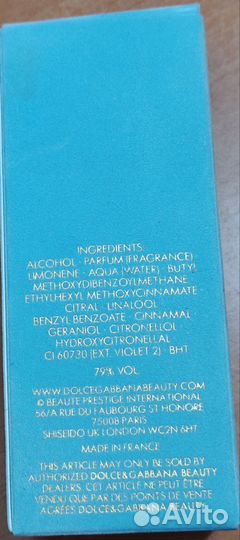 INGREDIENTS:
ALCOHOL · PARFUM (FRAGRANCE)
LIMONENE · AQUA (WATER) · BUTYL
METHOXYDIBENZOYLMETHANE ·
ETHYLHEXYL METHOXYCINNAMATE ·
CITRAL · LINALOOL ·
BENZYL BENZOATE · CINNAMAL ·
GERANIOL · CITRONELLOL ·
HYDROXYCITRONELLAL
CI 60730 (EXT. VIOLET 2) · BHT
79% VOL
WWW.DOLCEGABBANABEAUTY.COM
© BEAUTE PRESTIGE INTERNATIONAL
56/A RUE DU FAUBOURG ST HONORE
75008 PARIS
SHISEIDO UK LONDON WC2N 6HT
MADE IN FRANCE
THIS ARTICLE MAY ONLY BE SOLD BY
AUTHORIZED DOLCE&GABBANA BEAUTY
DEALERS. CET ARTICLE NE PEUT ÊTRE
VENDU QUE PAR DES POINTS DE VENTE
AGRÉÉS DOLCE&GABBANA BEAUTY
Avito